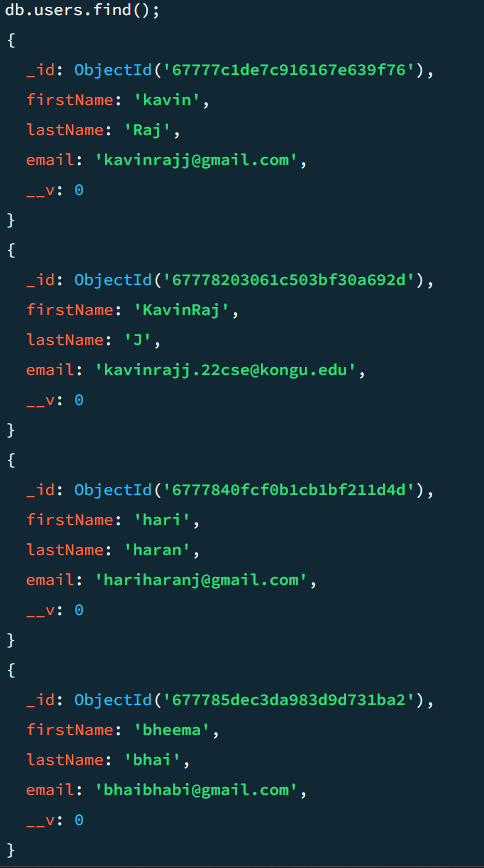 db.users.find();
{
  _id: ObjectId('67777c1de7c916167e639f76'),
  firstName: 'kavin',
  lastName: 'Raj',
  email: 'kavinrajj@gmail.com',
  __v: 0
}
{
  _id: ObjectId('67778203061c503bf30a692d'),
  firstName: 'KavinRaj',
  lastName: 'J',
  email: 'kavinrajj.22cse@kongu.edu',
  __v: 0
}
{
  _id: ObjectId('6777840fcf0b1cb1bf211d4d'),
  firstName: 'hari',
  lastName: 'haran',
  email: 'hariharanj@gmail.com',
  __v: 0
}
{
  _id: ObjectId('677785dec3da983d9d731ba2'),
  firstName: 'bheema',
  lastName: 'bhai',
  email: 'bhaibhabi@gmail.com',
  __v: 0
}